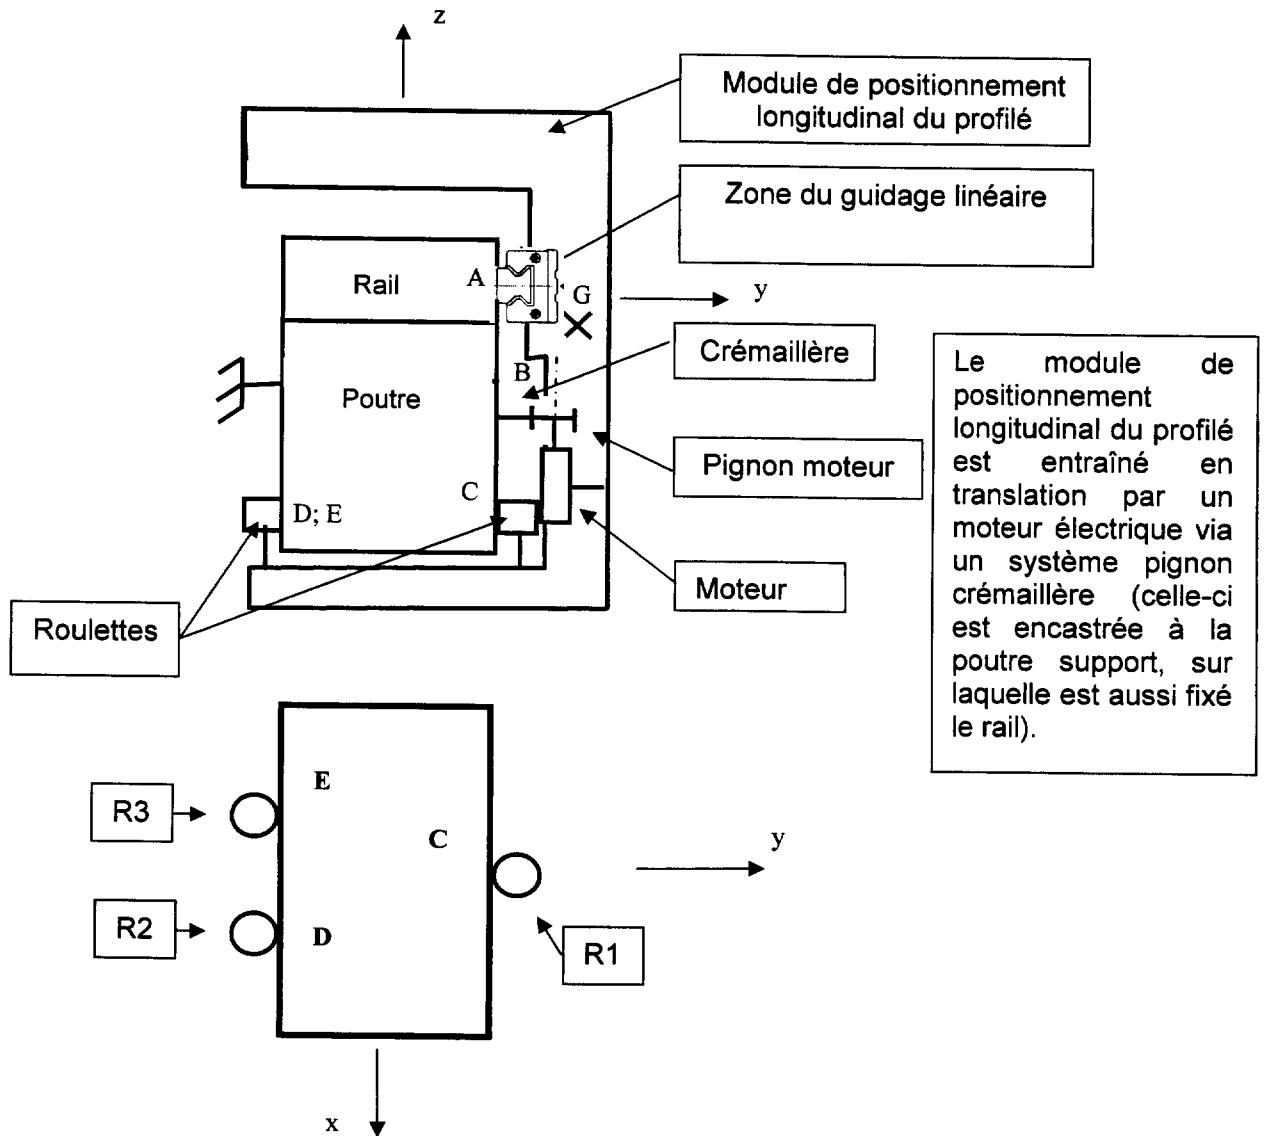 z
Module de positionnement
longitudinal du profilé
Zone du guidage linéaire
A
Rail
G
y
Crémaillère
B
Poutre
Pignon moteur
C
D; E
Moteur
Roulettes
Le module de
positionnement
longitudinal du profilé
est entraîné en
translation par un
moteur électrique via
un système pignon
crémaillère (celle-ci
est encastrée à la
poutre support, sur
laquelle est aussi fixé
le rail).
E
R3
C
y
R2
D
R1
x